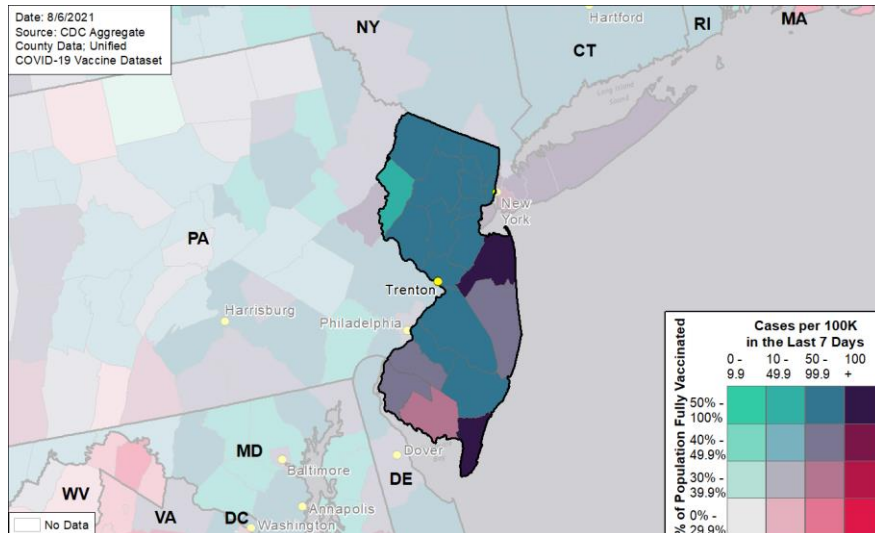 Date: 8/6/2021
Source: CDC Aggregate
County Data; Unified
COVID-19 Vaccine Dataset
NY
Hartford
RI
MA
CT
Long Island
Sound
New
York
PA
Trenton
Harrisburg
Philadelphia
MD
Baltimore
Dover
DE
WV
VA
DC
Annapolis
Washington
No Data
% of Population Fully Vaccinated
Cases per 100K
in the Last 7 Days
0 - 10 - 50 - 100
9.9 49.9 99.9 +
50% -
100%
40% -
49.9%
30% -
39.9%
0% -
29.9%